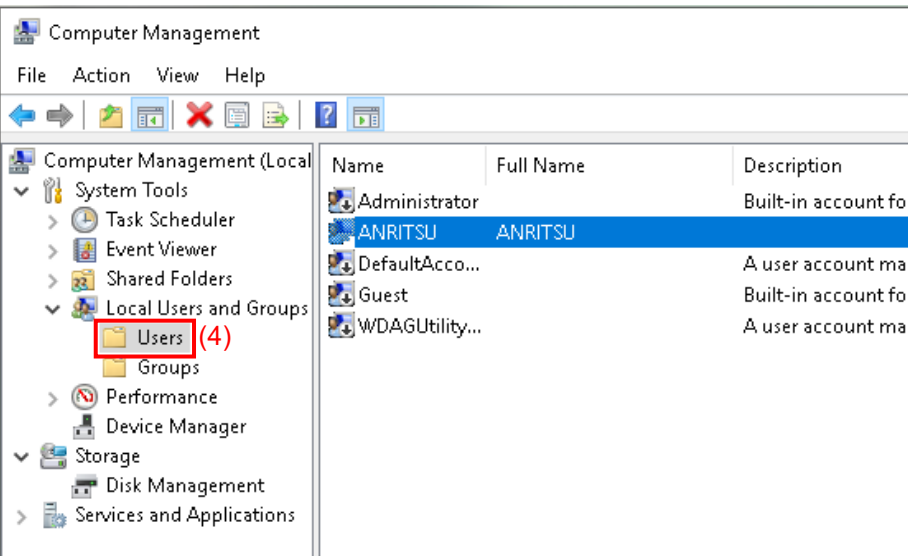 Computer Management
File Action View Help
Computer Management (Local
System Tools
Task Scheduler
Event Viewer
Shared Folders
Local Users and Groups
Users (4)
Groups
Performance
Device Manager
Storage
Disk Management
Services and Applications
Name Full Name Description
Administrator Built-in account fo
ANRITSU ANRITSU
DefaultAcco... A user account ma
Guest Built-in account fo
WDAGUtility... A user account ma